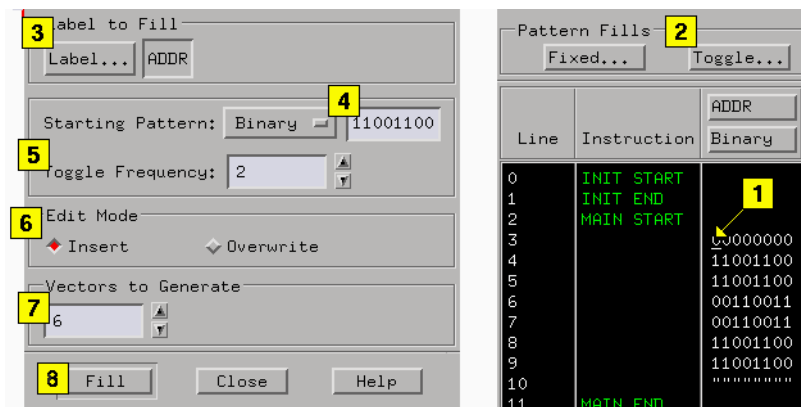 3
Label to Fill
Label... ADDR
4
Starting Pattern: Binary 11001100
5
Toggle Frequency: 2
6
Edit Mode
Insert Overwrite
Vectors to Generate
7
6
8
Fill Close Help
Pattern Fills 2
Fixed... Toggle...
ADDR
Line Instruction Binary
0 INIT START
1 INIT END
1
2 MAIN START
3 00000000
4 11001100
5 11001100
6 00110011
7 00110011
8 11001100
9 11001100
10 """"""""
11 MAIN END